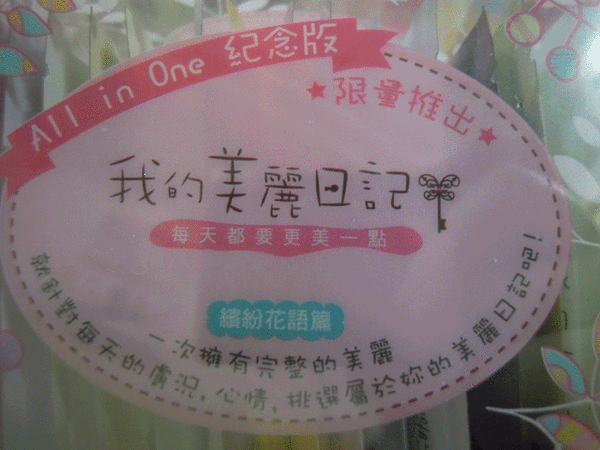 All in One 紀念版
★限量推出★
我的美麗日記
每天都要更美一點
繽紛花語篇
一次擁有完整的美麗
就針對每天的膚況,心情,挑選屬於妳的美麗日記吧!